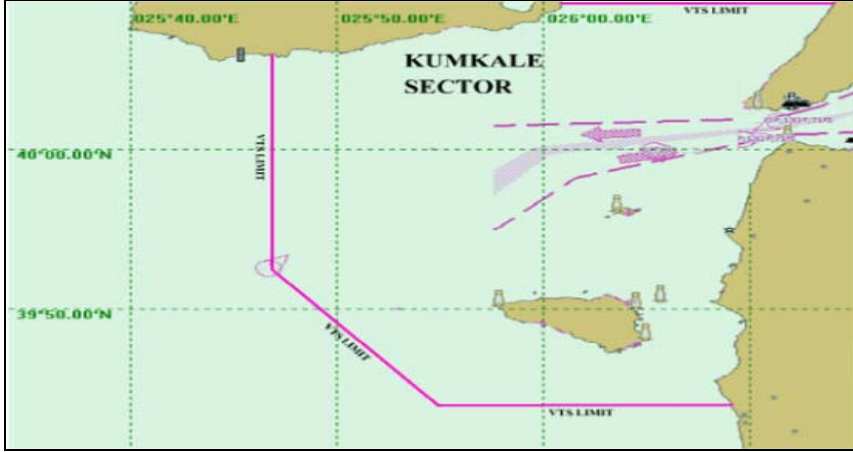 025°40.00'E 025°50.00'E 026°00.00'E
VTS LIMIT
KUMKALE
SECTOR
VTS LIMIT
40°00.00'N
39°50.00'N
VTS LIMIT
VTS LIMIT